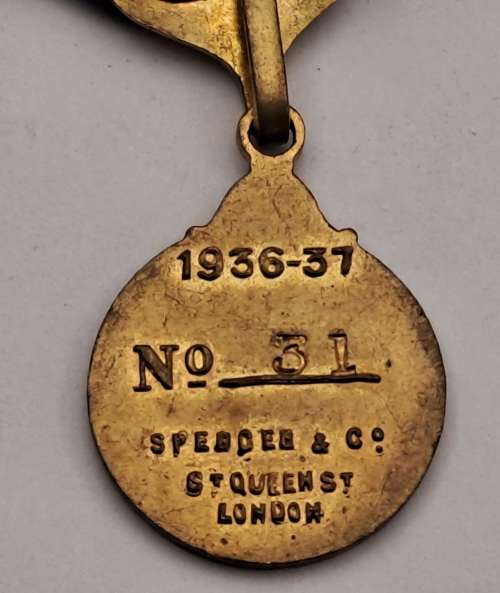 1936-37
No 31
SPENCER & Co
ST QUEEN ST
LONDON